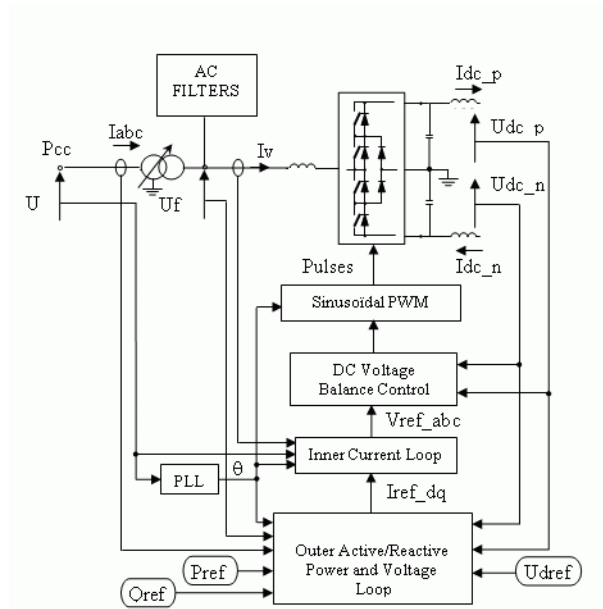 AC
FILTERS
Idc_p
Iabc
Pcc
Iv
Udc_p
U
Uf
Udc_n
Pulses
Idc_n
Sinusoïdal PWM
DC Voltage
Balance Control
Vref_abc
Inner Current Loop
PLL
θ
Iref_dq
Outer Active/Reactive
Power and Voltage
Loop
Pref
Udref
Qref